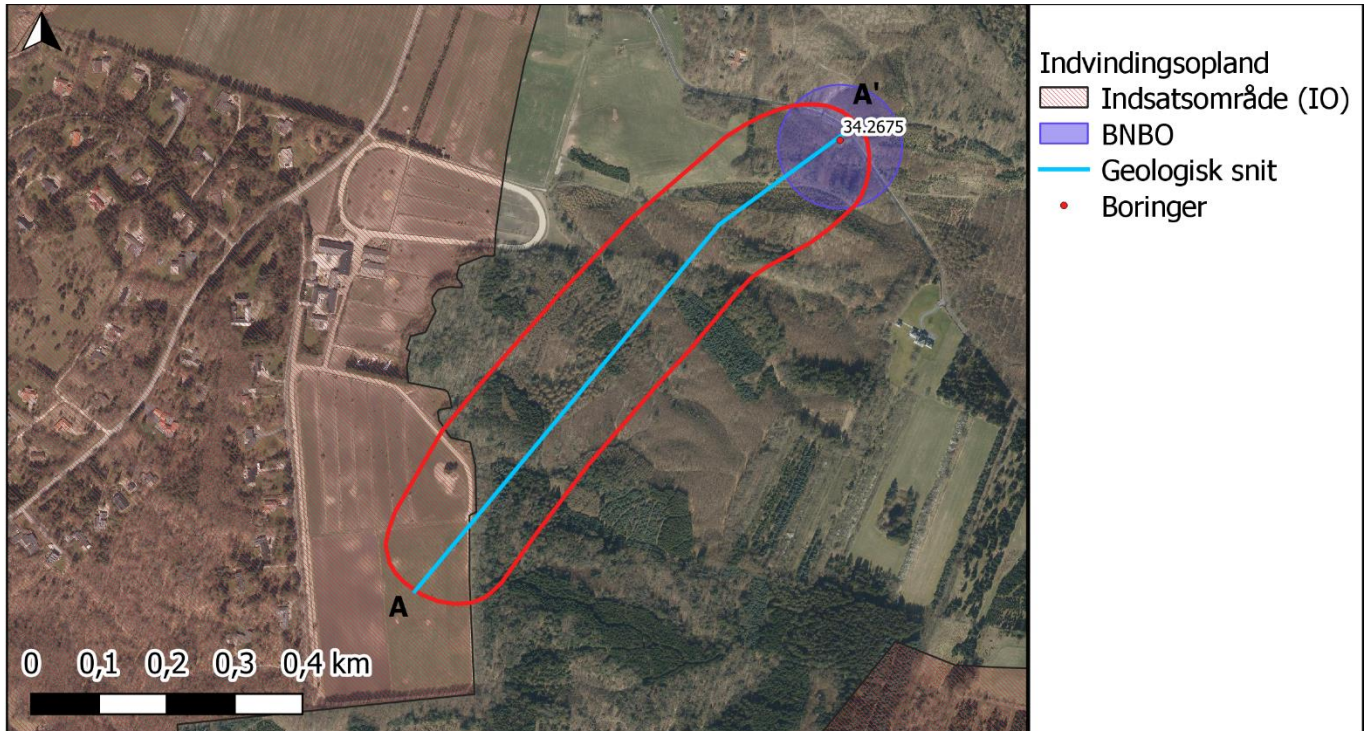 A'
34.2675
A
0 0,1 0,2 0,3 0,4 km
Indvindingsopland
Indsatsområde (IO)
BNBO
Geologisk snit
Boringer